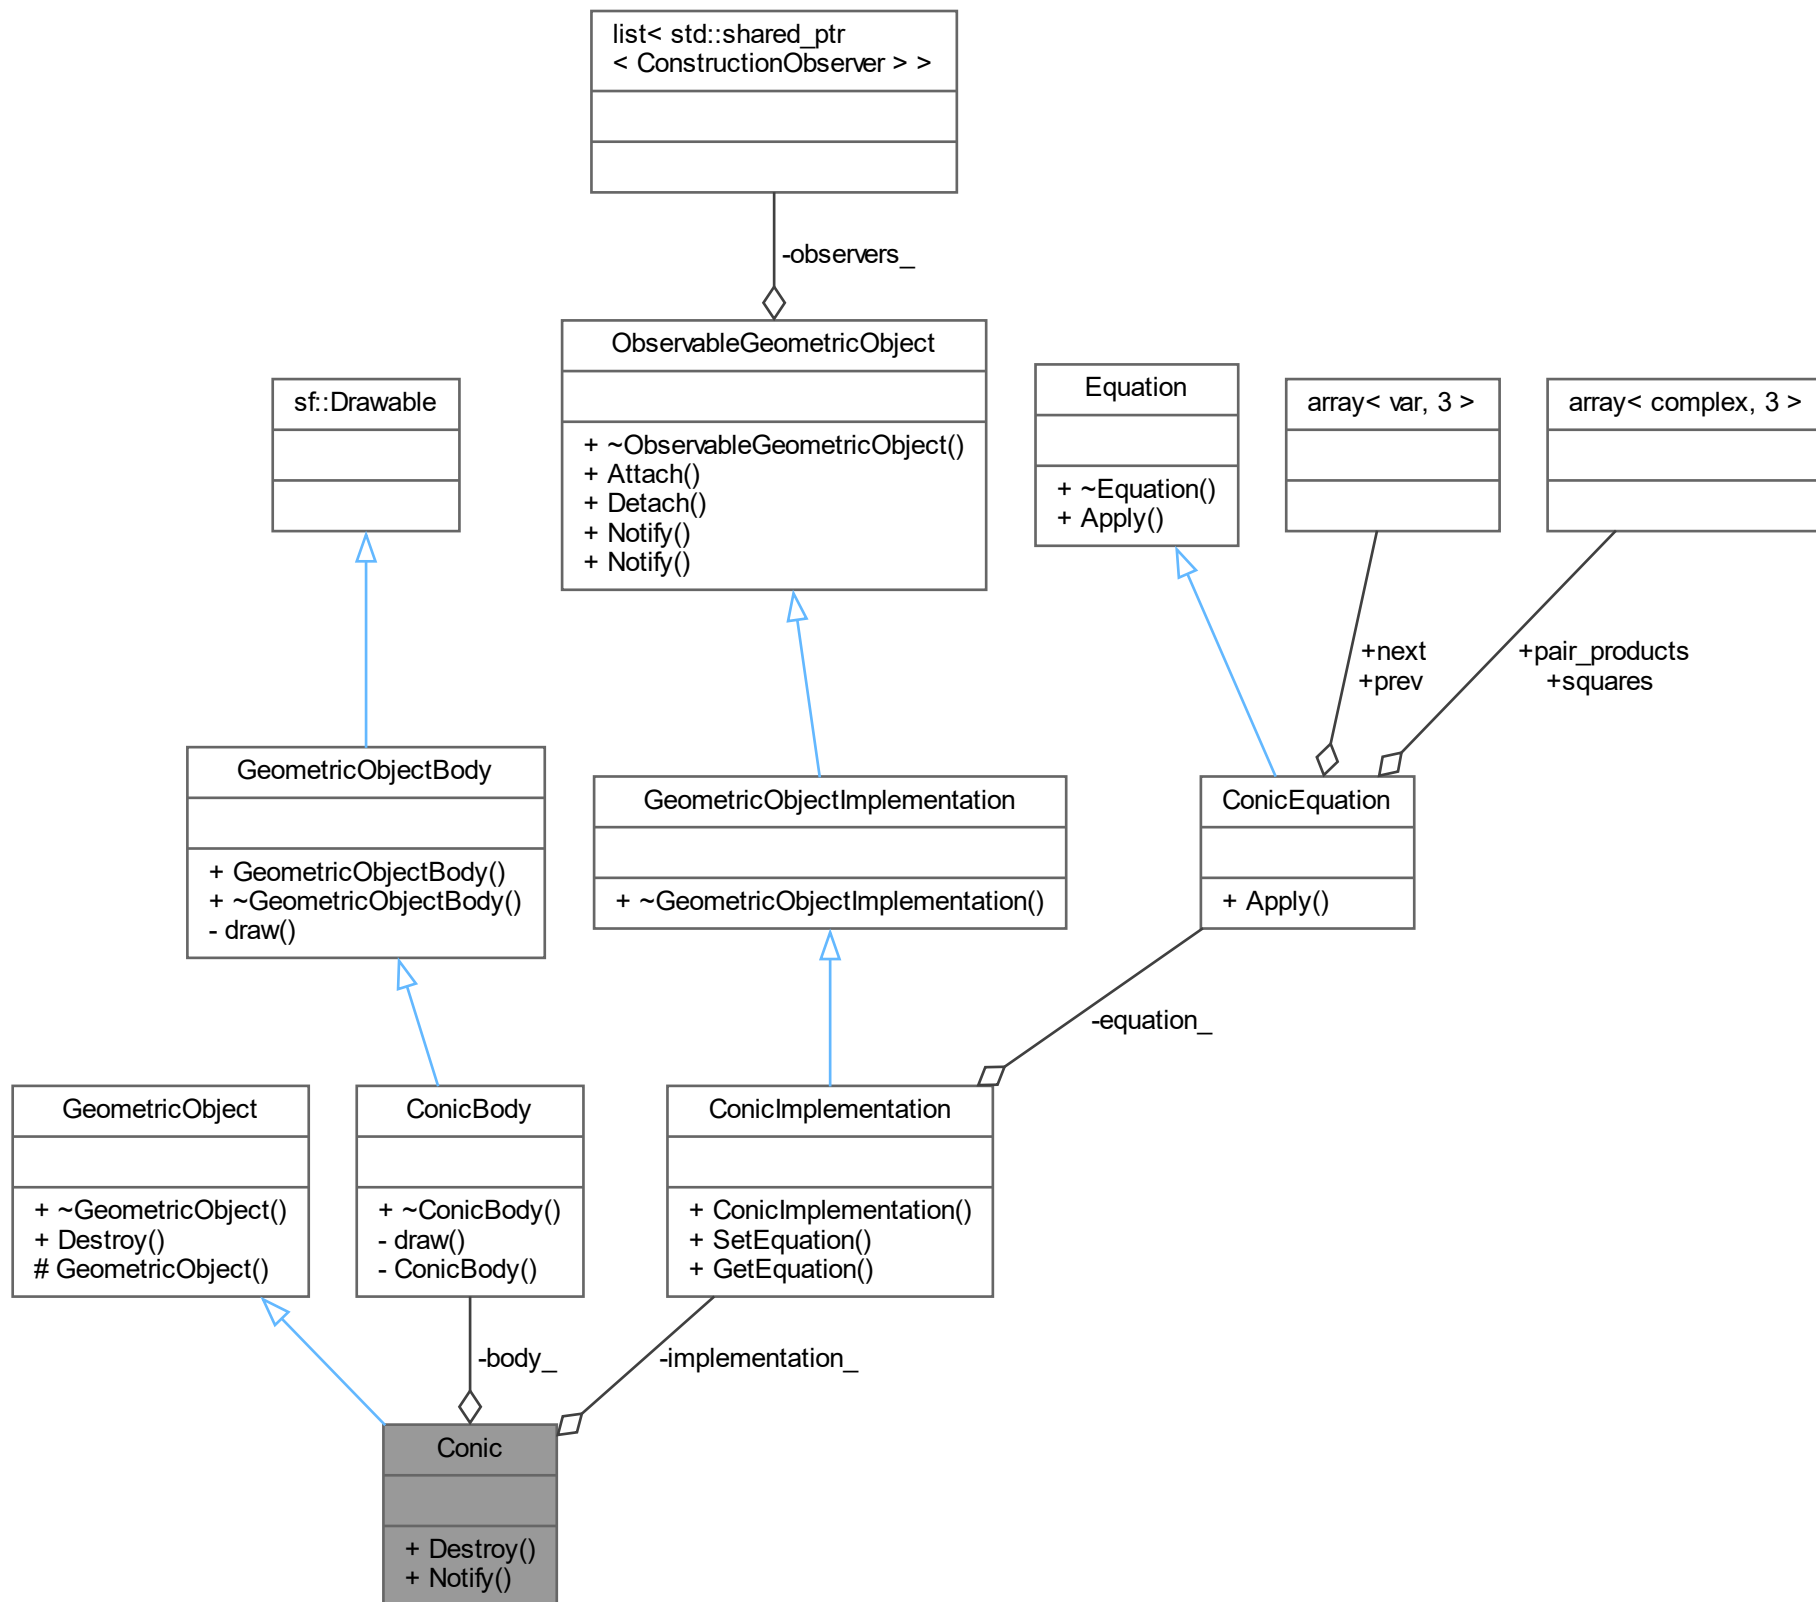 list< std::shared_ptr
< ConstructionObserver > >
-observers_
ObservableGeometricObject
+ ~ObservableGeometricObject()
+ Attach()
+ Detach()
+ Notify()
+ Notify()
sf::Drawable
Equation
+ ~Equation()
+ Apply()
array< var, 3 >
array< complex, 3 >
+next
+prev
+pair_products
+squares
GeometricObjectBody
+ GeometricObjectBody()
+ ~GeometricObjectBody()
- draw()
GeometricObjectImplementation
+ ~GeometricObjectImplementation()
ConicEquation
+ Apply()
-equation_
GeometricObject
+ ~GeometricObject()
+ Destroy()
# GeometricObject()
ConicBody
+ ~ConicBody()
- draw()
- ConicBody()
ConicImplementation
+ ConicImplementation()
+ SetEquation()
+ GetEquation()
-body_
-implementation_
Conic
+ Destroy()
+ Notify()